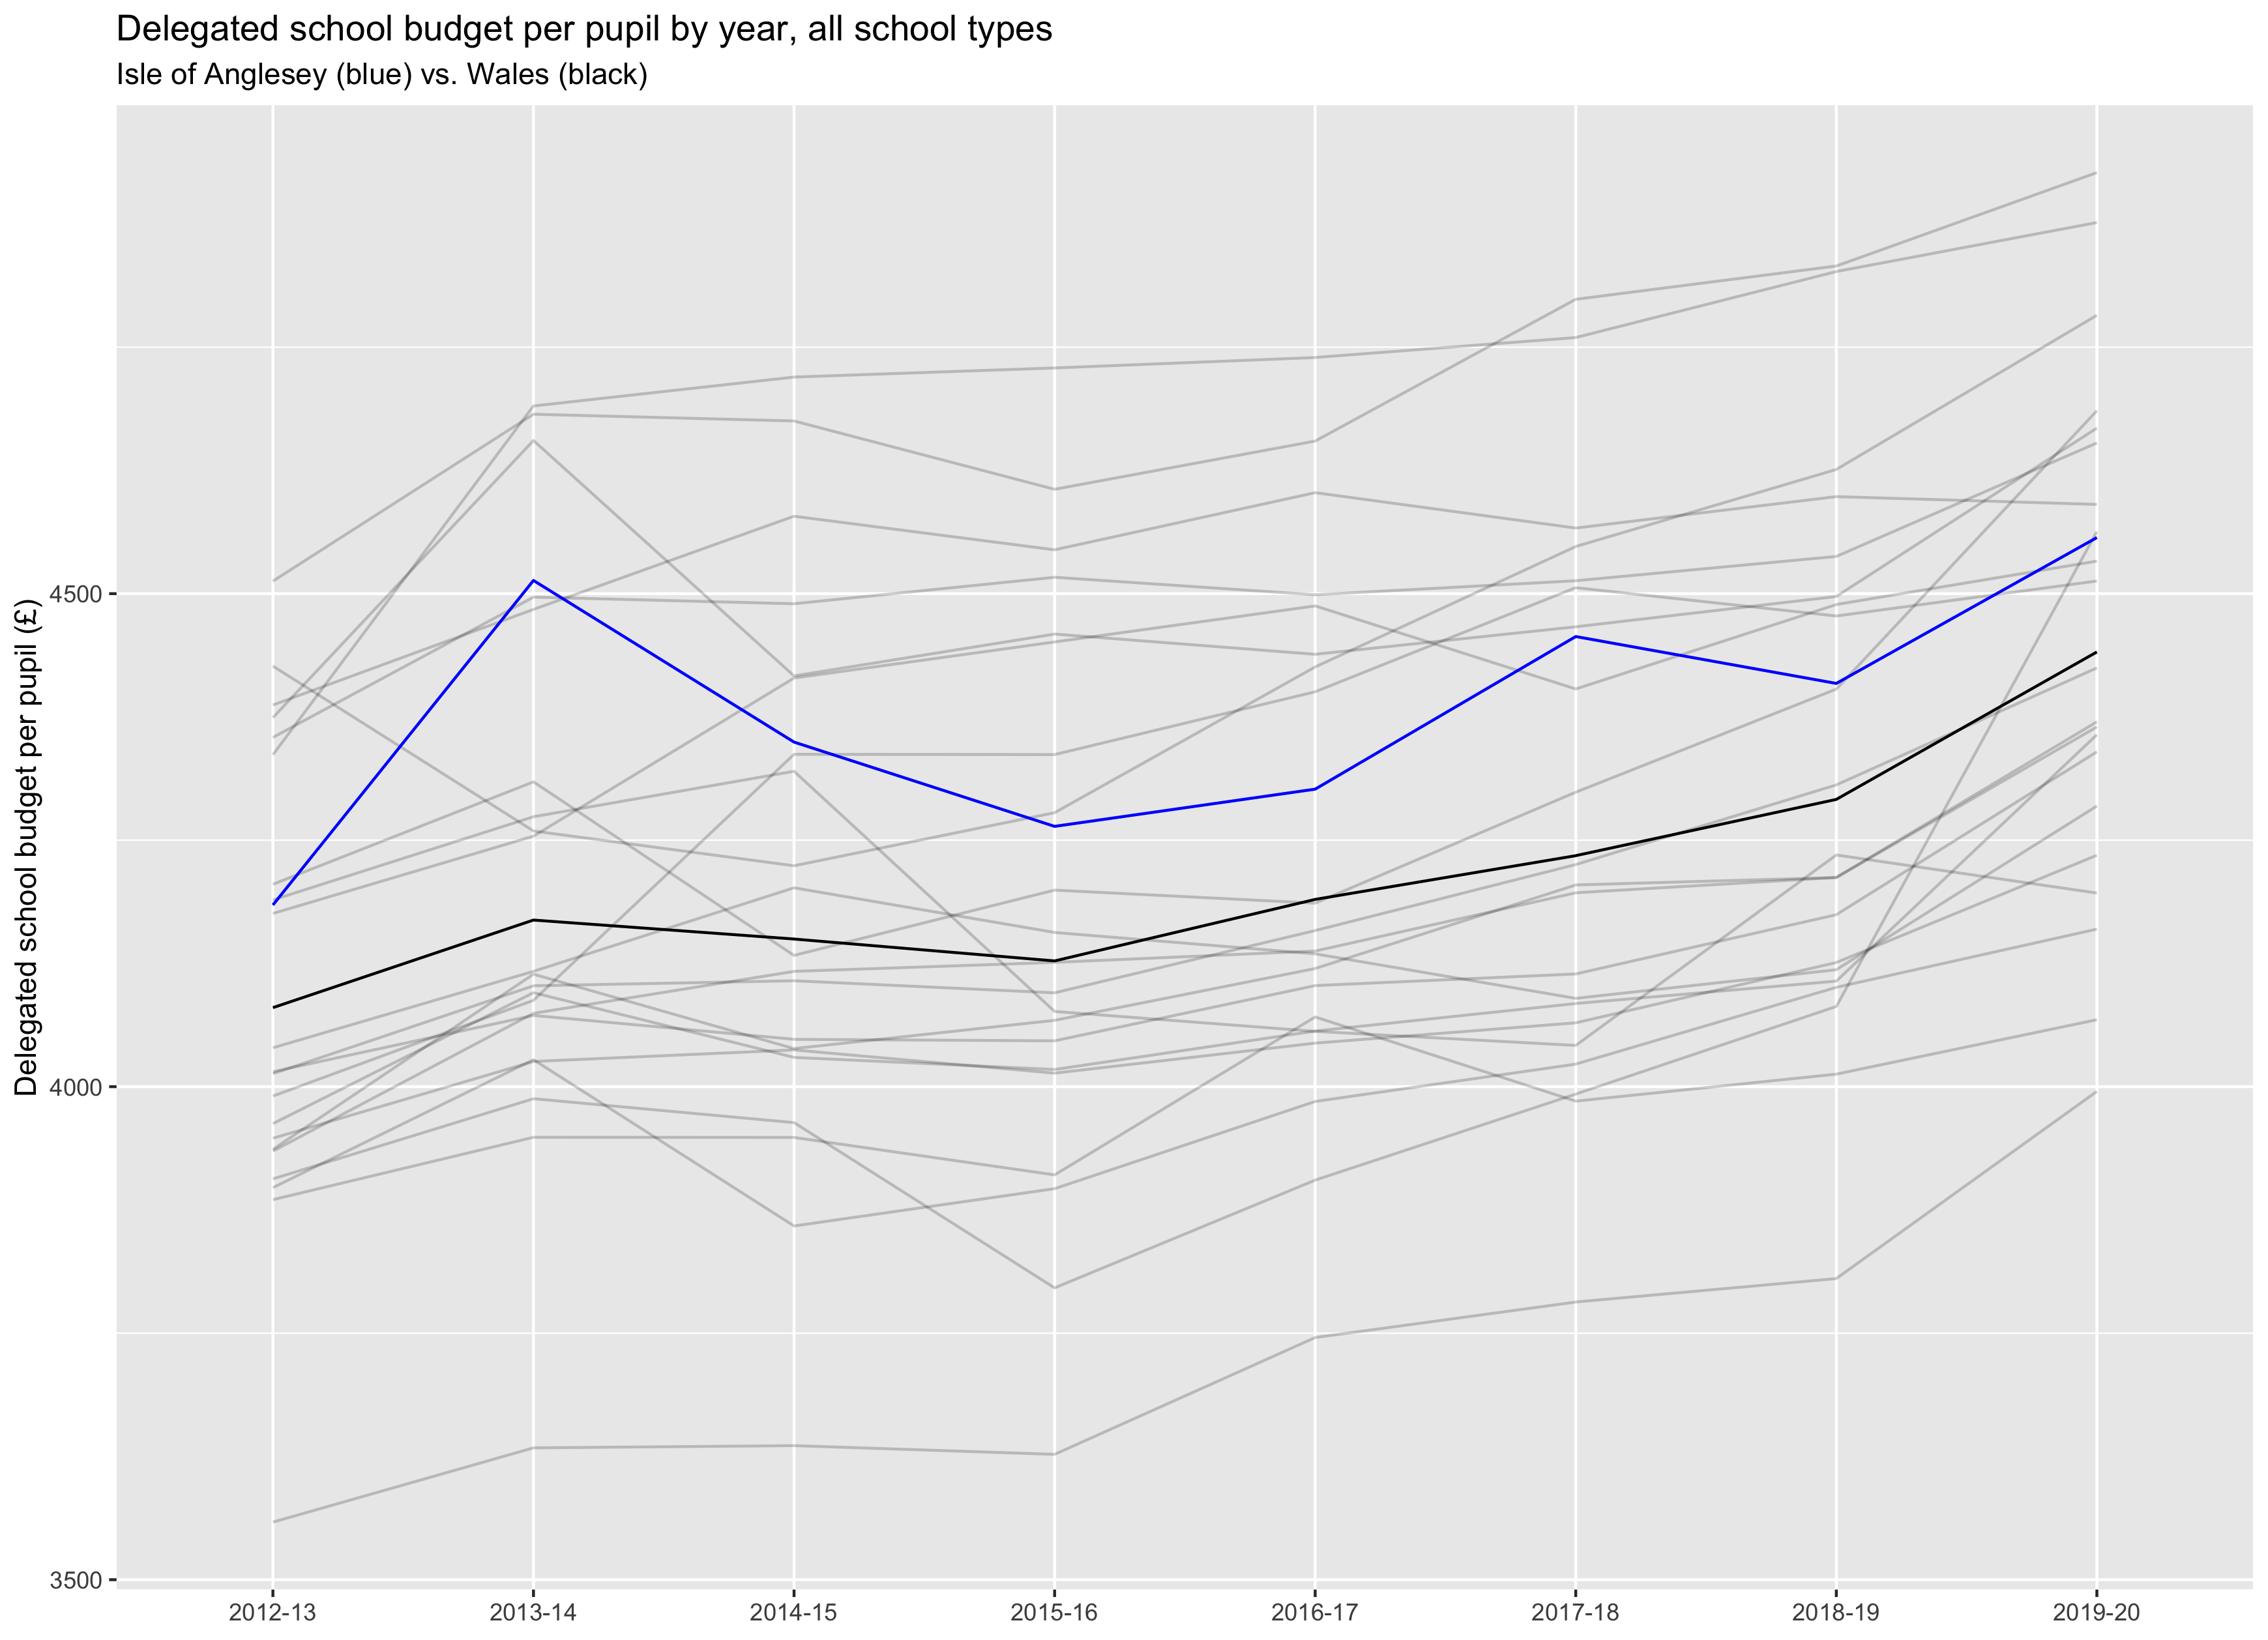 Delegated school budget per pupil by year, all school types
Isle of Anglesey (blue) vs. Wales (black)
Delegated school budget per pupil (£)
4500
4000
3500
2012-13 2013-14 2014-15 2015-16 2016-17 2017-18 2018-19 2019-20